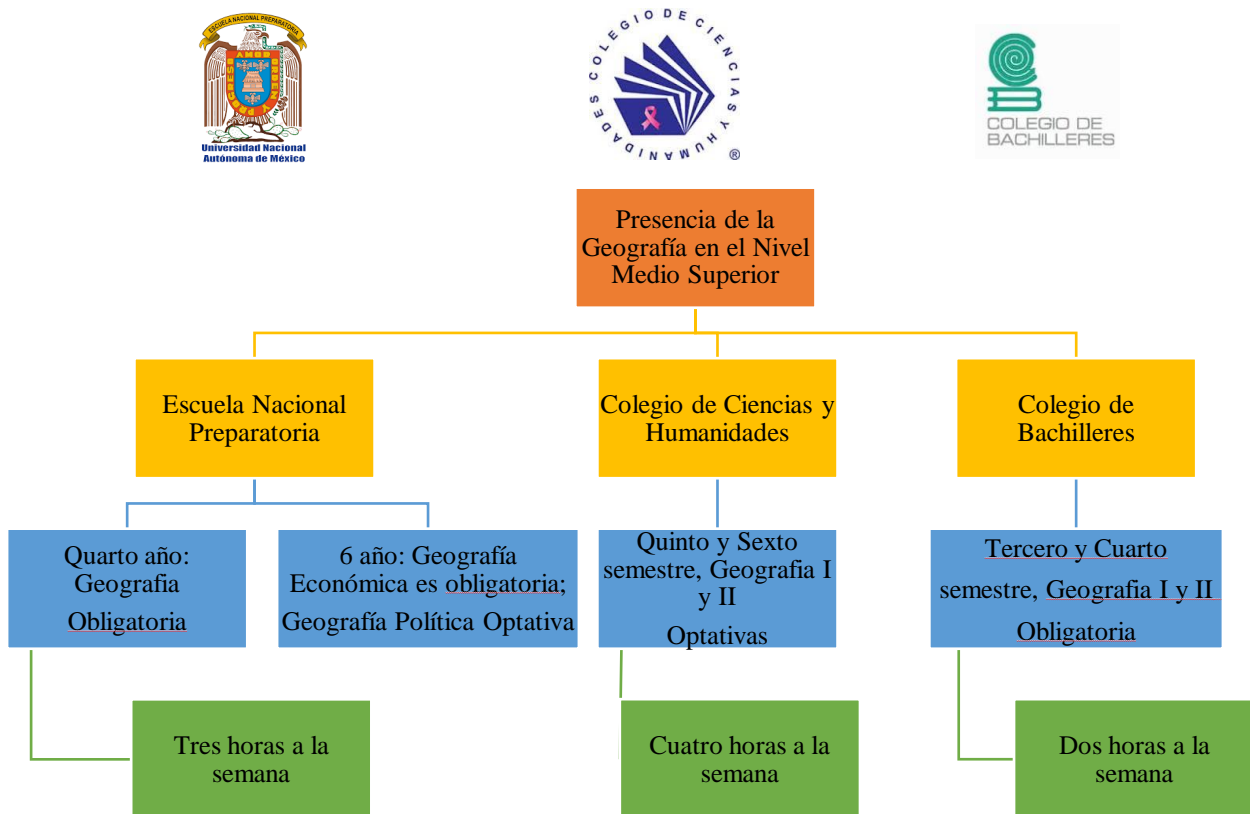 ESCUELA NACIONAL PREPARATORIA
AMOR ORDEN Y PROGRESO
Universidad Nacional
Autónoma de México
COLEGIO DE CIENCIAS Y HUMANIDADES
®
COLEGIO DE
BACHILLERES
Presencia de la
Geografía en el Nivel
Medio Superior
Escuela Nacional
Preparatoria
Colegio de Ciencias y
Humanidades
Colegio de
Bachilleres
Quarto año:
Geografia
Obligatoria
6 año: Geografía
Económica es obligatoria;
Geografía Política Optativa
Quinto y Sexto
semestre, Geografia I
y II
Optativas
Tercero y Cuarto
semestre, Geografia I y II
Obligatoria
Tres horas a la
semana
Cuatro horas a la
semana
Dos horas a la
semana